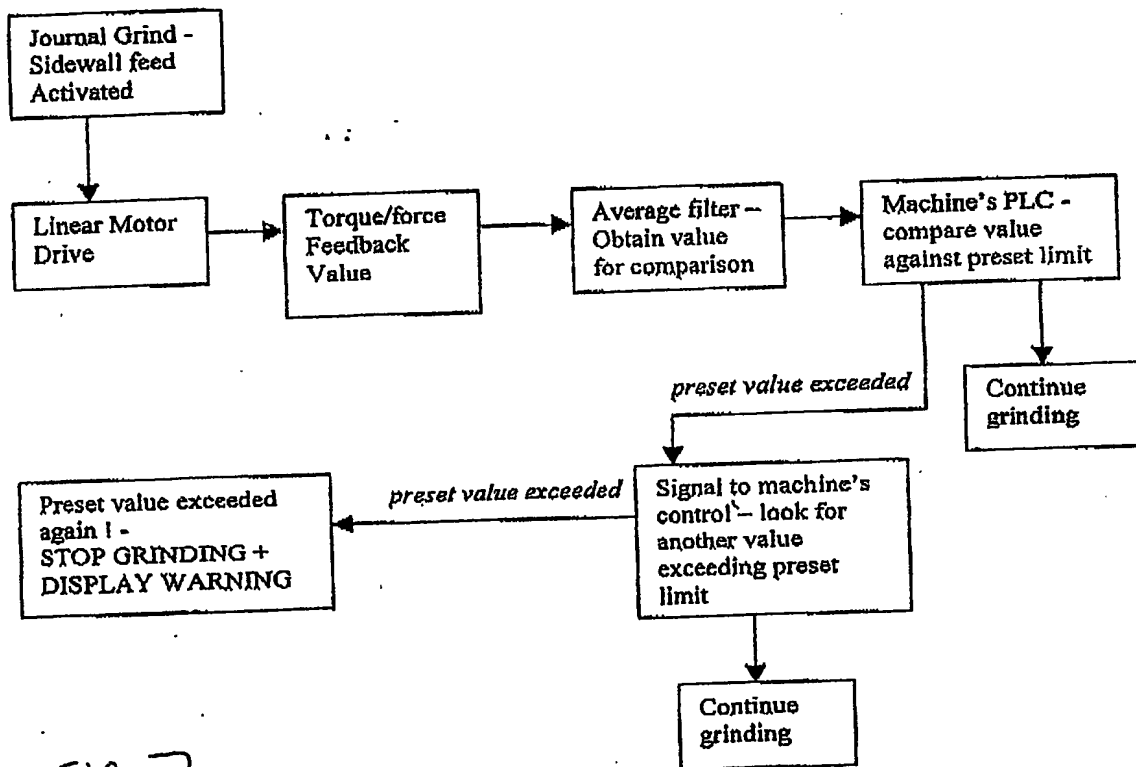 Journal Grind -
Sidewall feed
Activated
Linear Motor
Drive
Torque/force
Feedback
Value
Average filter –
Obtain value
for comparison
Machine's PLC -
compare value
against preset limit
preset value exceeded
Continue
grinding
Signal to machine's
control – look for
another value
exceeding preset
limit
preset value exceeded
Preset value exceeded
again ! -
STOP GRINDING +
DISPLAY WARNING
Continue
grinding